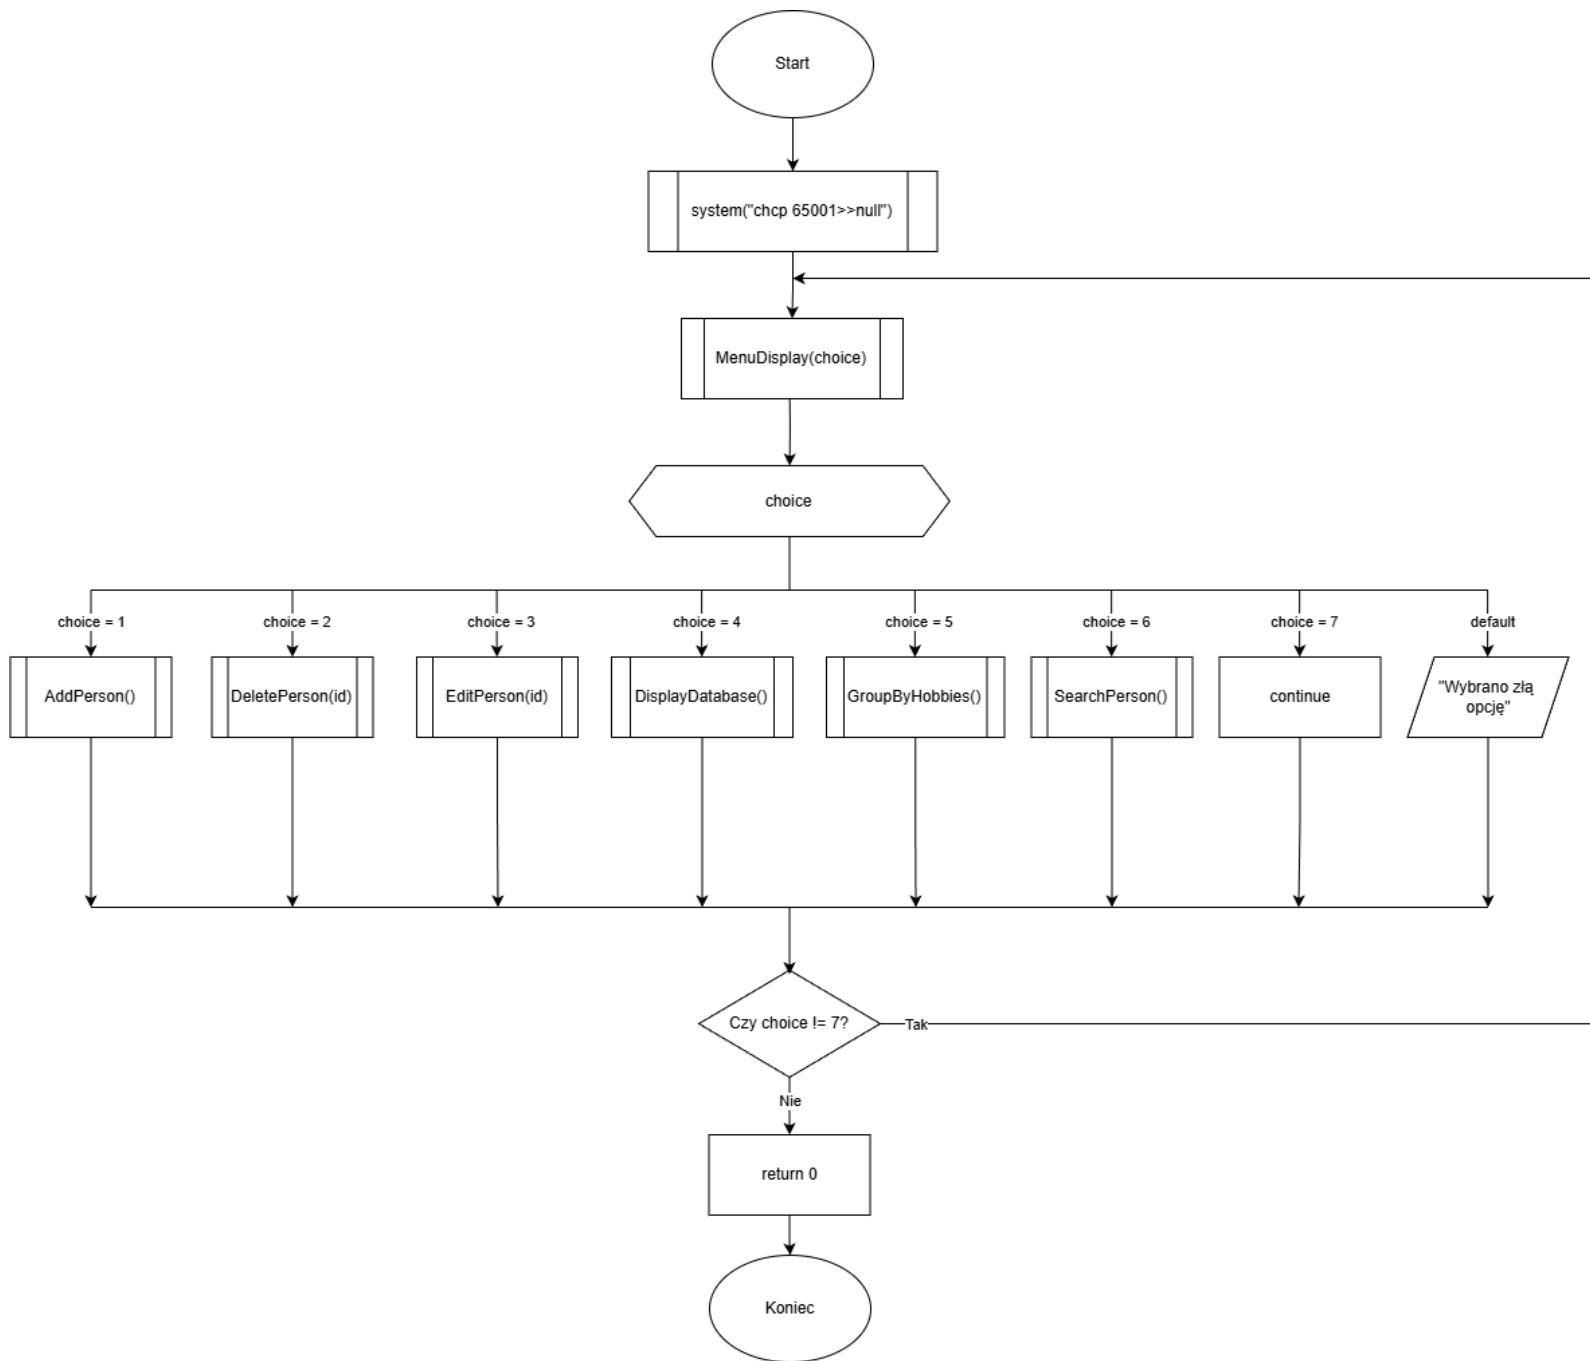 Start
system("chcp 65001>>null")
MenuDisplay(choice)
choice
choice = 1
choice = 2
choice = 3
choice = 4
choice = 5
choice = 6
choice = 7
default
AddPerson()
DeletePerson(id)
EditPerson(id)
DisplayDatabase()
GroupByHobbies()
SearchPerson()
continue
"Wybrano złą
opcję"
Czy choice != 7?
Tak
Nie
return 0
Koniec